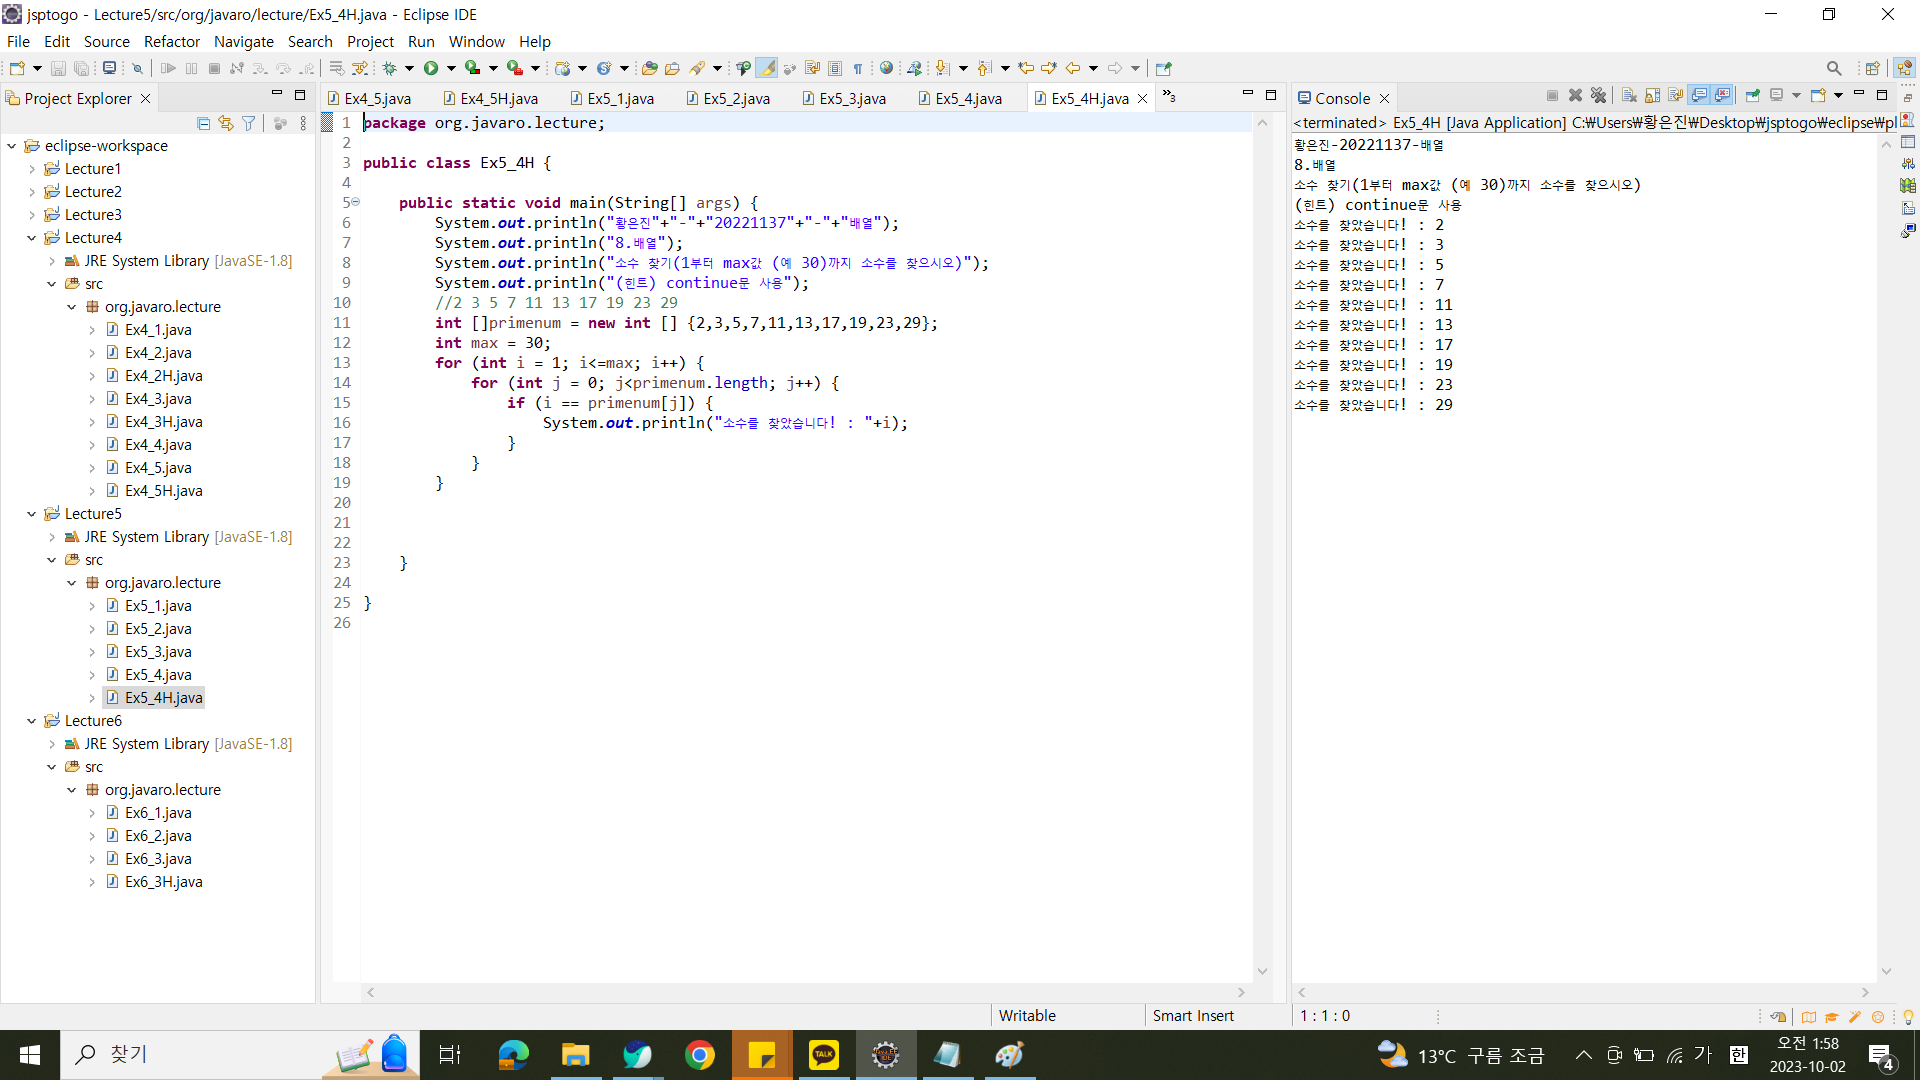 jsptogo - Lecture5/src/org/javaro/lecture/Ex5_4H.java - Eclipse IDE
File Edit Source Refactor Navigate Search Project Run Window Help
Project Explorer
eclipse-workspace
Lecture1
Lecture2
Lecture3
Lecture4
JRE System Library [JavaSE-1.8]
src
org.javaro.lecture
Ex4_1.java
Ex4_2.java
Ex4_2H.java
Ex4_3.java
Ex4_3H.java
Ex4_4.java
Ex4_5.java
Ex4_5H.java
Lecture5
JRE System Library [JavaSE-1.8]
src
org.javaro.lecture
Ex5_1.java
Ex5_2.java
Ex5_3.java
Ex5_4.java
Ex5_4H.java
Lecture6
JRE System Library [JavaSE-1.8]
src
org.javaro.lecture
Ex6_1.java
Ex6_2.java
Ex6_3.java
Ex6_3H.java
Ex4_5.java Ex4_5H.java Ex5_1.java Ex5_2.java Ex5_3.java Ex5_4.java Ex5_4H.java »3
1 package org.javaro.lecture;
2
3 public class Ex5_4H {
4
5 public static void main(String[] args) {
6 System.out.println("황은진"+"-"+"20221137"+"-"+"배열");
7 System.out.println("8.배열");
8 System.out.println("소수 찾기(1부터 max값 (예 30)까지 소수를 찾으시오)");
9 System.out.println("(힌트) continue문 사용");
10 //2 3 5 7 11 13 17 19 23 29
11 int []primenum = new int [] {2,3,5,7,11,13,17,19,23,29};
12 int max = 30;
13 for (int i = 1; i<=max; i++) {
14 for (int j = 0; j<primenum.length; j++) {
15 if (i == primenum[j]) {
16 System.out.println("소수를 찾았습니다! : "+i);
17 }
18 }
19 }
20
21
22
23 }
24
25 }
26
Console
<terminated> Ex5_4H [Java Application] C:₩Users₩황은진₩Desktop₩jsptogo₩eclipse₩pl
황은진-20221137-배열
8.배열
소수 찾기(1부터 max값 (예 30)까지 소수를 찾으시오)
(힌트) continue문 사용
소수를 찾았습니다! : 2
소수를 찾았습니다! : 3
소수를 찾았습니다! : 5
소수를 찾았습니다! : 7
소수를 찾았습니다! : 11
소수를 찾았습니다! : 13
소수를 찾았습니다! : 17
소수를 찾았습니다! : 19
소수를 찾았습니다! : 23
소수를 찾았습니다! : 29
Writable Smart Insert 1 : 1 : 0
찾기
TALK
13°C 구름 조금
가 한
오전 1:58
2023-10-02
4